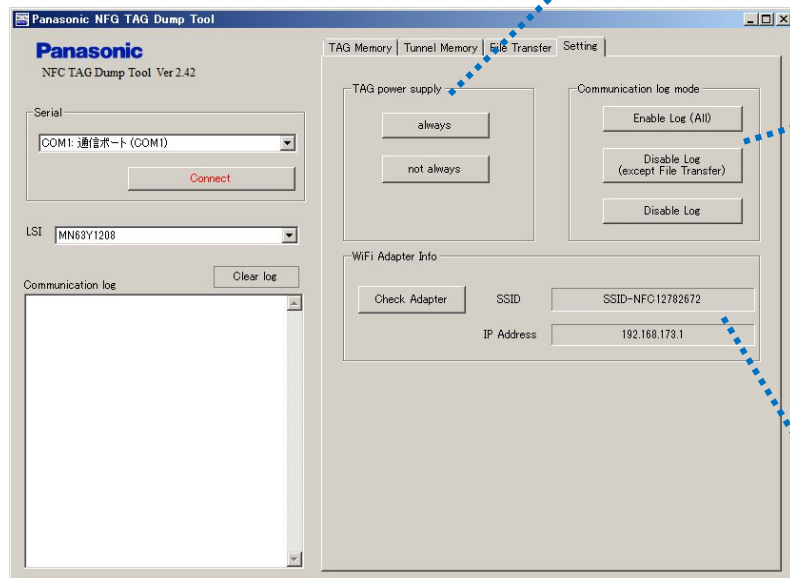 Panasonic NFG TAG Dump Tool
Panasonic
NFC TAG Dump Tool Ver 2.42
Serial
COM1: 通信ポート (COM1)
Connect
LSI
MN63Y1208
Communication log
Clear log
TAG Memory
Tunnel Memory
File Transfer
Setting
TAG power supply
always
not always
Communication log mode
Enable Log (All)
Disable Log
(except File Transfer)
Disable Log
WiFi Adapter Info
Check Adapter
SSID
SSID-NFC12782672
IP Address
192.168.173.1